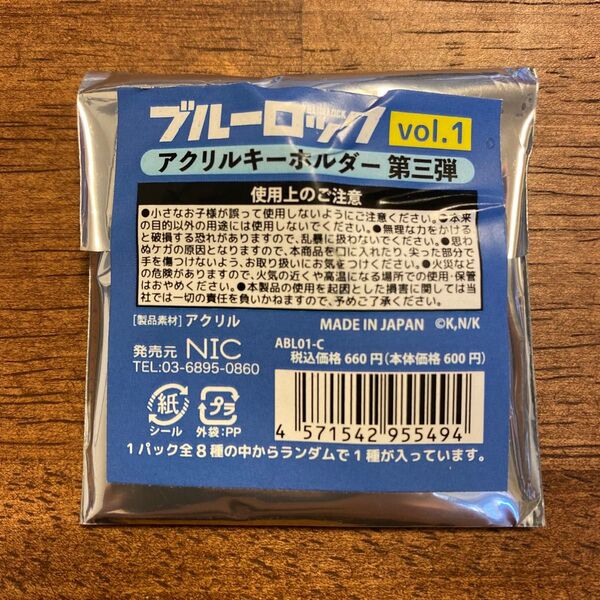 ブルーロック
vol.1
アクリルキーホルダー 第三弾
使用上のご注意
●小さなお子様が誤って使用しないようにご注意ください。●本来
の目的以外の用途には使用しないでください。●無理な力をかける
と破損する恐れがありますので、乱暴に扱わないでください。●思わ
ぬケガの原因となりますので、本商品を口に入れたり、尖った部分で
手を傷つけないよう、お取り扱いにお気をつけください。●火災など
の危険がありますので、火気の近くや高温になる場所での使用・保管
はおやめください。●本製品の使用を起因とした損害に関しては当
社では一切の責任を負いかねますので、予めご了承ください。
[製品素材] アクリル
MADE IN JAPAN ©K,N/K
発売元 NIC
TEL:03-6895-0860
ABL01-C
税込価格 660円(本体価格 600円)
紙
シール
プラ
外袋:PP
4 571542 955494
1パック全8種の中からランダムで1種が入っています。